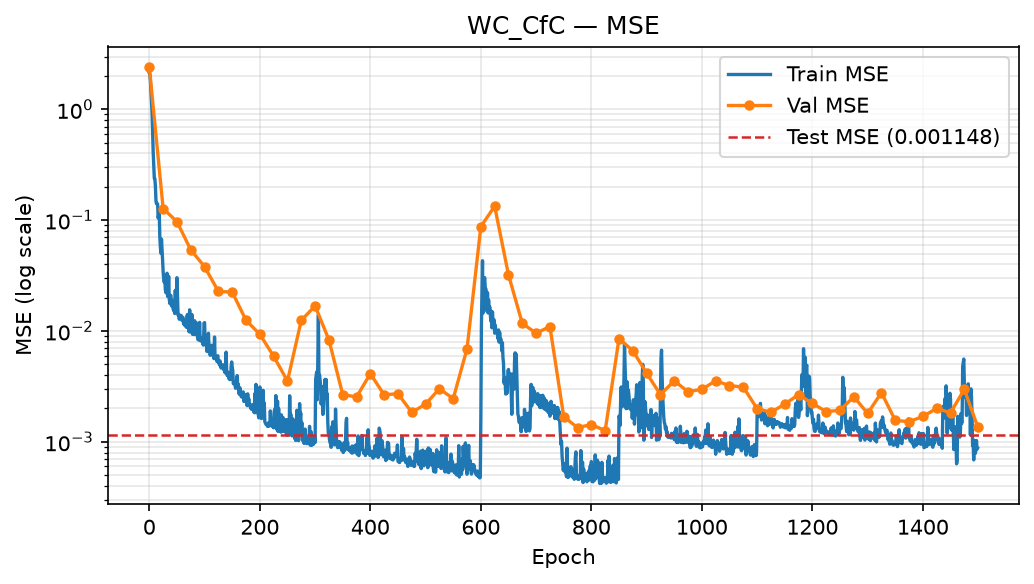 WC_CfC — MSE
Train MSE
Val MSE
Test MSE (0.001148)
MSE (log scale)
10⁰
10⁻¹
10⁻²
10⁻³
0 200 400 600 800 1000 1200 1400
Epoch